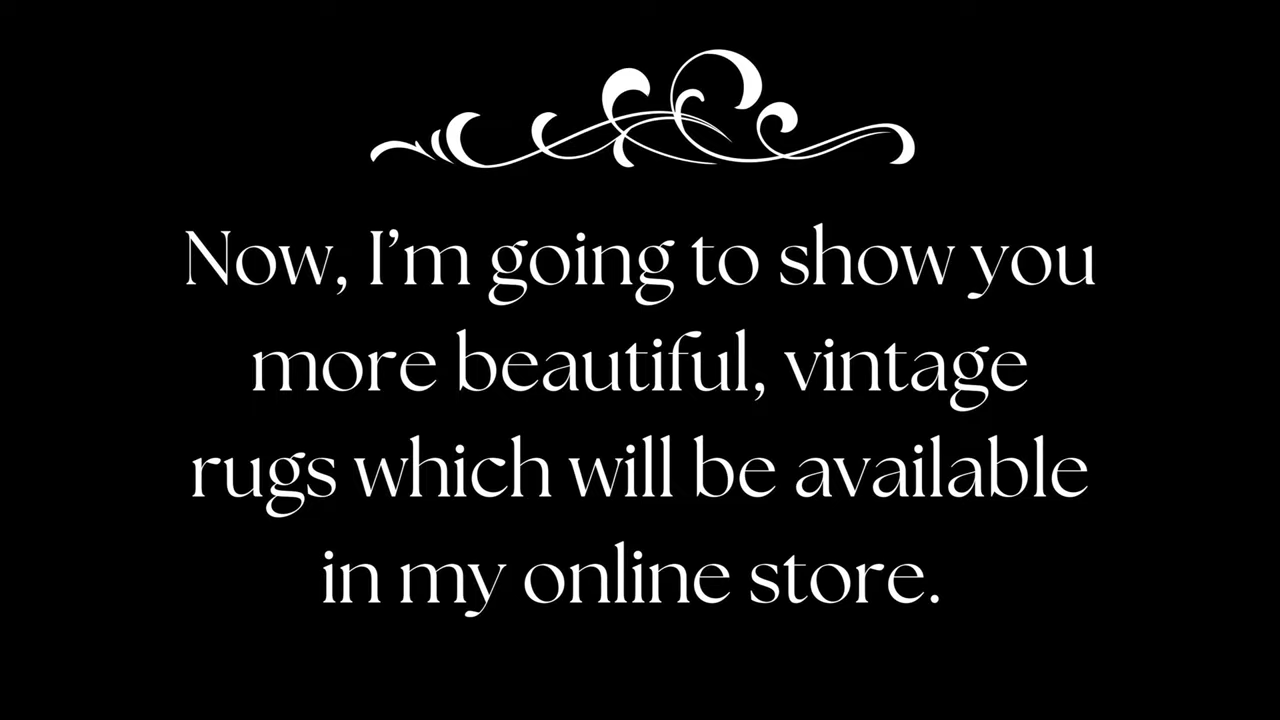 Now, I’m going to show you
more beautiful, vintage
rugs which will be available
in my online store.